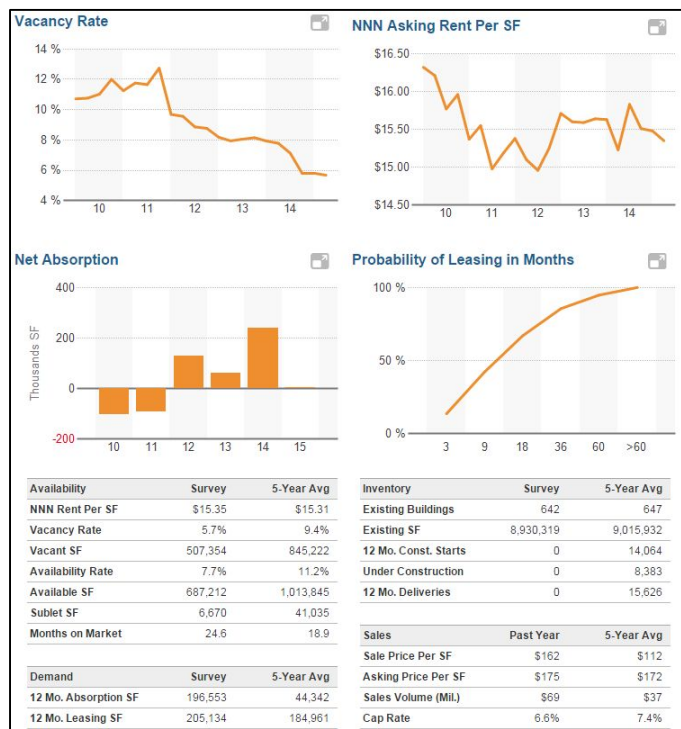 Vacancy Rate
14 %
12 %
10 %
8 %
6 %
4 %
10 11 12 13 14
NNN Asking Rent Per SF
$16.50
$16.00
$15.50
$15.00
$14.50
10 11 12 13 14
Net Absorption
Thousands SF
400
200
0
-200
10 11 12 13 14 15
Probability of Leasing in Months
100 %
50 %
0 %
3 9 18 36 60 >60
Availability Survey 5-Year Avg
NNN Rent Per SF $15.35 $15.31
Vacancy Rate 5.7% 9.4%
Vacant SF 507,354 845,222
Availability Rate 7.7% 11.2%
Available SF 687,212 1,013,845
Sublet SF 6,670 41,035
Months on Market 24.6 18.9
Demand Survey 5-Year Avg
12 Mo. Absorption SF 196,553 44,342
12 Mo. Leasing SF 205,134 184,961
Inventory Survey 5-Year Avg
Existing Buildings 642 647
Existing SF 8,930,319 9,015,932
12 Mo. Const. Starts 0 14,064
Under Construction 0 8,383
12 Mo. Deliveries 0 15,626
Sales Past Year 5-Year Avg
Sale Price Per SF $162 $112
Asking Price Per SF $175 $172
Sales Volume (Mil.) $69 $37
Cap Rate 6.6% 7.4%